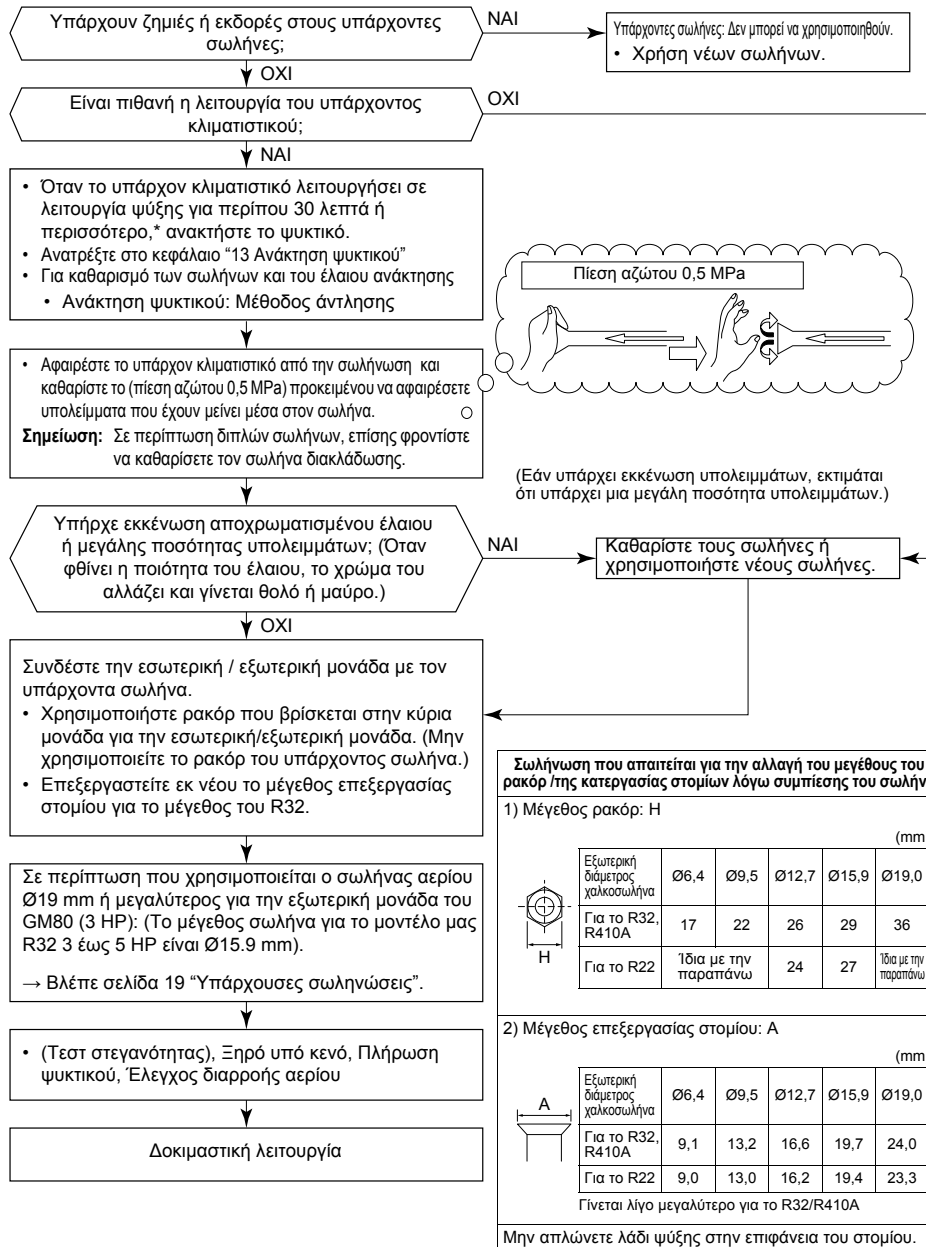 Υπάρχουν ζημιές ή εκδορές στους υπάρχοντες
σωλήνες;
ΝΑΙ
Υπάρχοντες σωλήνες: Δεν μπορεί να χρησιμοποιηθούν.
• Χρήση νέων σωλήνων.
ΟΧΙ
Είναι πιθανή η λειτουργία του υπάρχοντος
κλιματιστικού;
ΟΧΙ
ΝΑΙ
• Όταν το υπάρχον κλιματιστικό λειτουργήσει σε
λειτουργία ψύξης για περίπου 30 λεπτά ή
περισσότερο,* ανακτήστε το ψυκτικό.
• Ανατρέξτε στο κεφάλαιο “13 Ανάκτηση ψυκτικού”
• Για καθαρισμό των σωλήνων και του έλαιου ανάκτησης
• Ανάκτηση ψυκτικού: Μέθοδος άντλησης
Πίεση αζώτου 0,5 MPa
• Αφαιρέστε το υπάρχον κλιματιστικό από την σωλήνωση και
καθαρίστε το (πίεση αζώτου 0,5 MPa) προκειμένου να αφαιρέσετε
υπολείμματα που έχουν μείνει μέσα στον σωλήνα.
Σημείωση: Σε περίπτωση διπλών σωλήνων, επίσης φροντίστε
να καθαρίσετε τον σωλήνα διακλάδωσης.
(Εάν υπάρχει εκκένωση υπολειμμάτων, εκτιμάται
ότι υπάρχει μια μεγάλη ποσότητα υπολειμμάτων.)
Υπήρχε εκκένωση αποχρωματισμένου έλαιου
ή μεγάλης ποσότητας υπολειμμάτων; (Όταν
φθίνει η ποιότητα του έλαιου, το χρώμα του
αλλάζει και γίνεται θολό ή μαύρο.)
ΝΑΙ
Καθαρίστε τους σωλήνες ή
χρησιμοποιήστε νέους σωλήνες.
ΟΧΙ
Συνδέστε την εσωτερική / εξωτερική μονάδα με τον
υπάρχοντα σωλήνα.
• Χρησιμοποιήστε ρακόρ που βρίσκεται στην κύρια
μονάδα για την εσωτερική/εξωτερική μονάδα. (Μην
χρησιμοποιείτε το ρακόρ του υπάρχοντος σωλήνα.)
• Επεξεργαστείτε εκ νέου το μέγεθος επεξεργασίας
στομίου για το μέγεθος του R32.
Σε περίπτωση που χρησιμοποιείται ο σωλήνας αερίου
Ø19 mm ή μεγαλύτερος για την εξωτερική μονάδα του
GM80 (3 HP): (Το μέγεθος σωλήνα για το μοντέλο μας
R32 3 έως 5 HP είναι Ø15.9 mm).
→ Βλέπε σελίδα 19 “Υπάρχουσες σωληνώσεις”.
• (Τεστ στεγανότητας), Ξηρό υπό κενό, Πλήρωση
ψυκτικού, Έλεγχος διαρροής αερίου
Δοκιμαστική λειτουργία
Σωλήνωση που απαιτείται για την αλλαγή του μεγέθους του
ρακόρ /της κατεργασίας στομίων λόγω συμπίεσης του σωλήν
1) Μέγεθος ρακόρ: H
(mm
Εξωτερική
διάμετρος
χαλκοσωλήνα Ø6,4 Ø9,5 Ø12,7 Ø15,9 Ø19,0
Για το R32,
R410A 17 22 26 29 36
H
Για το R22 Ίδια με την
παραπάνω 24 27 Ίδια με την
παραπάνω
2) Μέγεθος επεξεργασίας στομίου: A
(mm
A
Εξωτερική
διάμετρος
χαλκοσωλήνα Ø6,4 Ø9,5 Ø12,7 Ø15,9 Ø19,0
Για το R32,
R410A 9,1 13,2 16,6 19,7 24,0
Για το R22 9,0 13,0 16,2 19,4 23,3
Γίνεται λίγο μεγαλύτερο για το R32/R410A
Μην απλώνετε λάδι ψύξης στην επιφάνεια του στομίου.